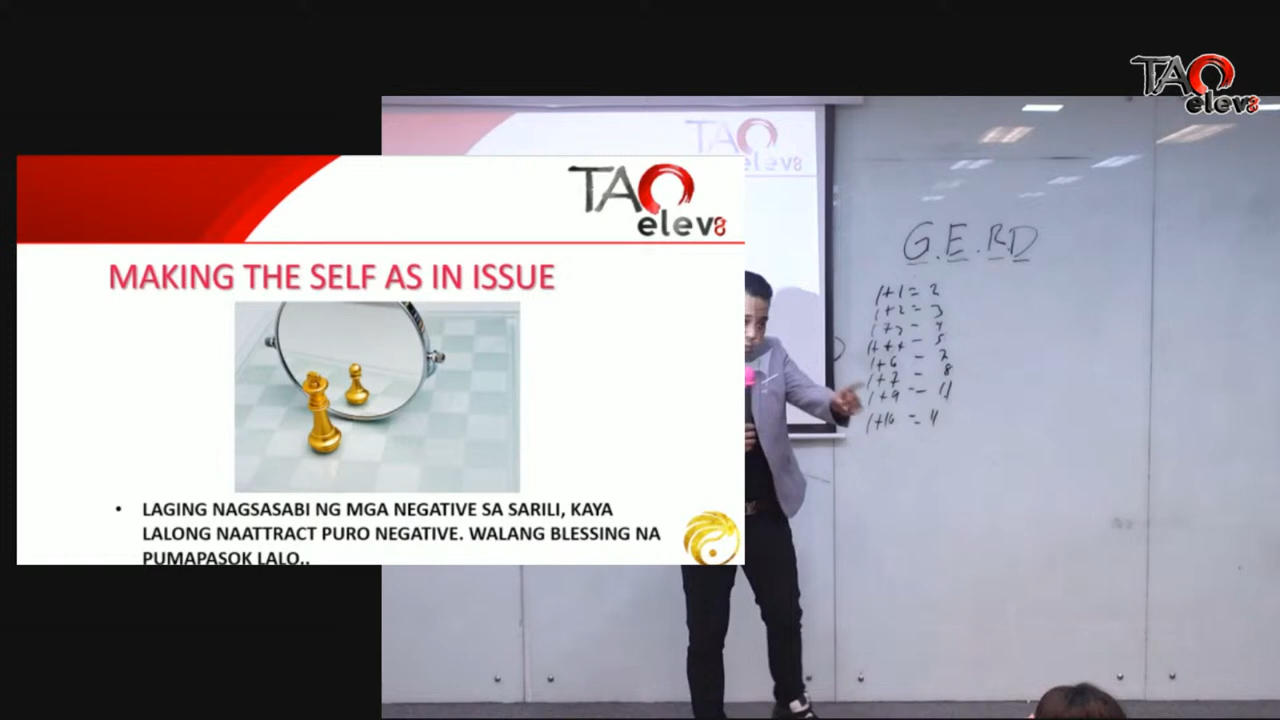 TAO
elev8
TAO
elev8
TAO
elev8
MAKING THE SELF AS IN ISSUE
• LAGING NAGSASABI NG MGA NEGATIVE SA SARILI, KAYA
LALONG NAATTRACT PURO NEGATIVE. WALANG BLESSING NA
PUMAPASOK LALO..
G.E.RD
1+1=2
1+2=3
1+3-4
1+4-5
1+6-7
1+7-8
1+9-11
1+10=11